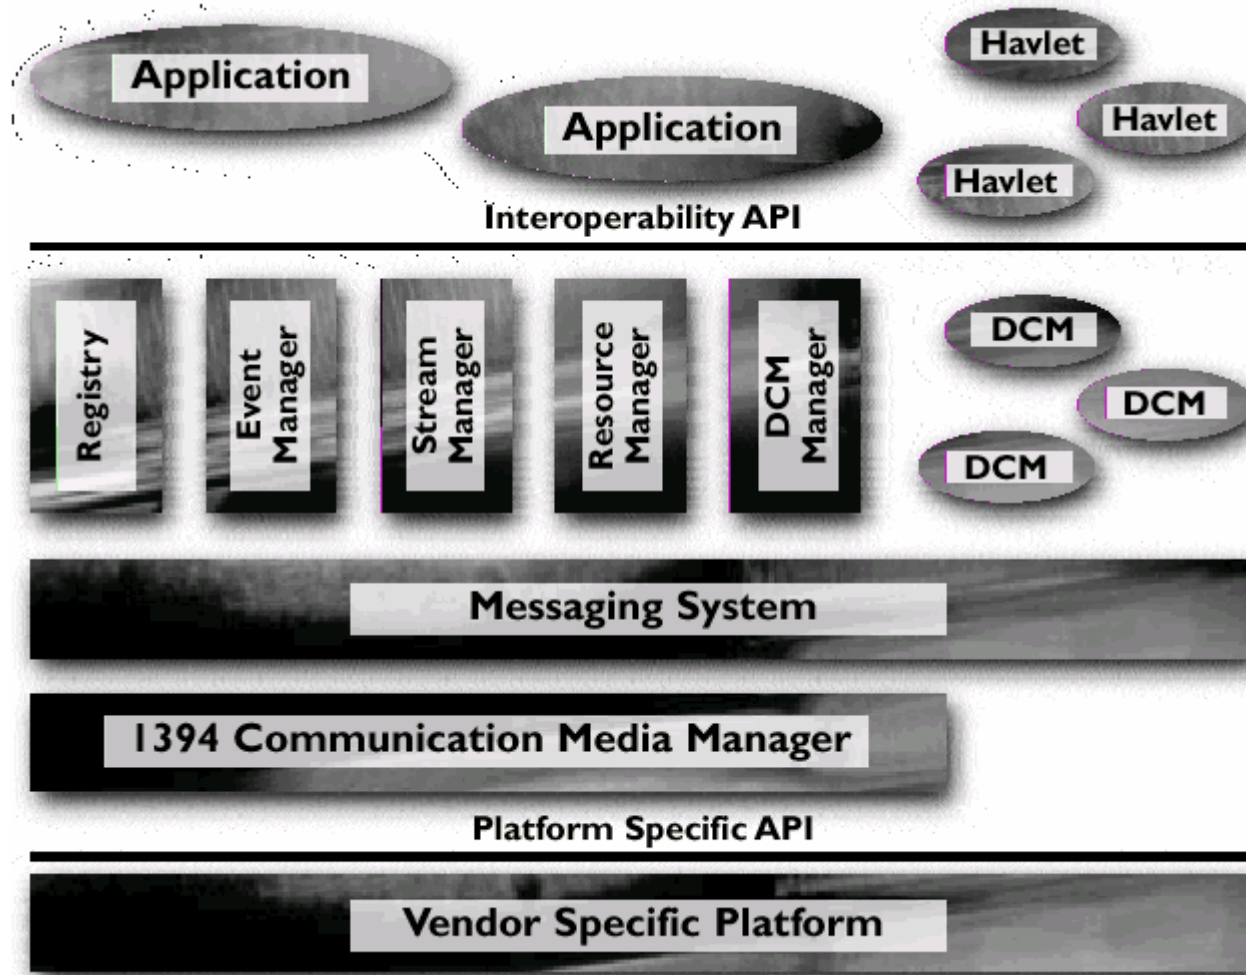 Application
Application
Havlet
Havlet
Havlet
Interoperability API
Registry
Event
Manager
Stream
Manager
Resource
Manager
DCM
Manager
DCM
DCM
DCM
Messaging System
1394 Communication Media Manager
Platform Specific API
Vendor Specific Platform